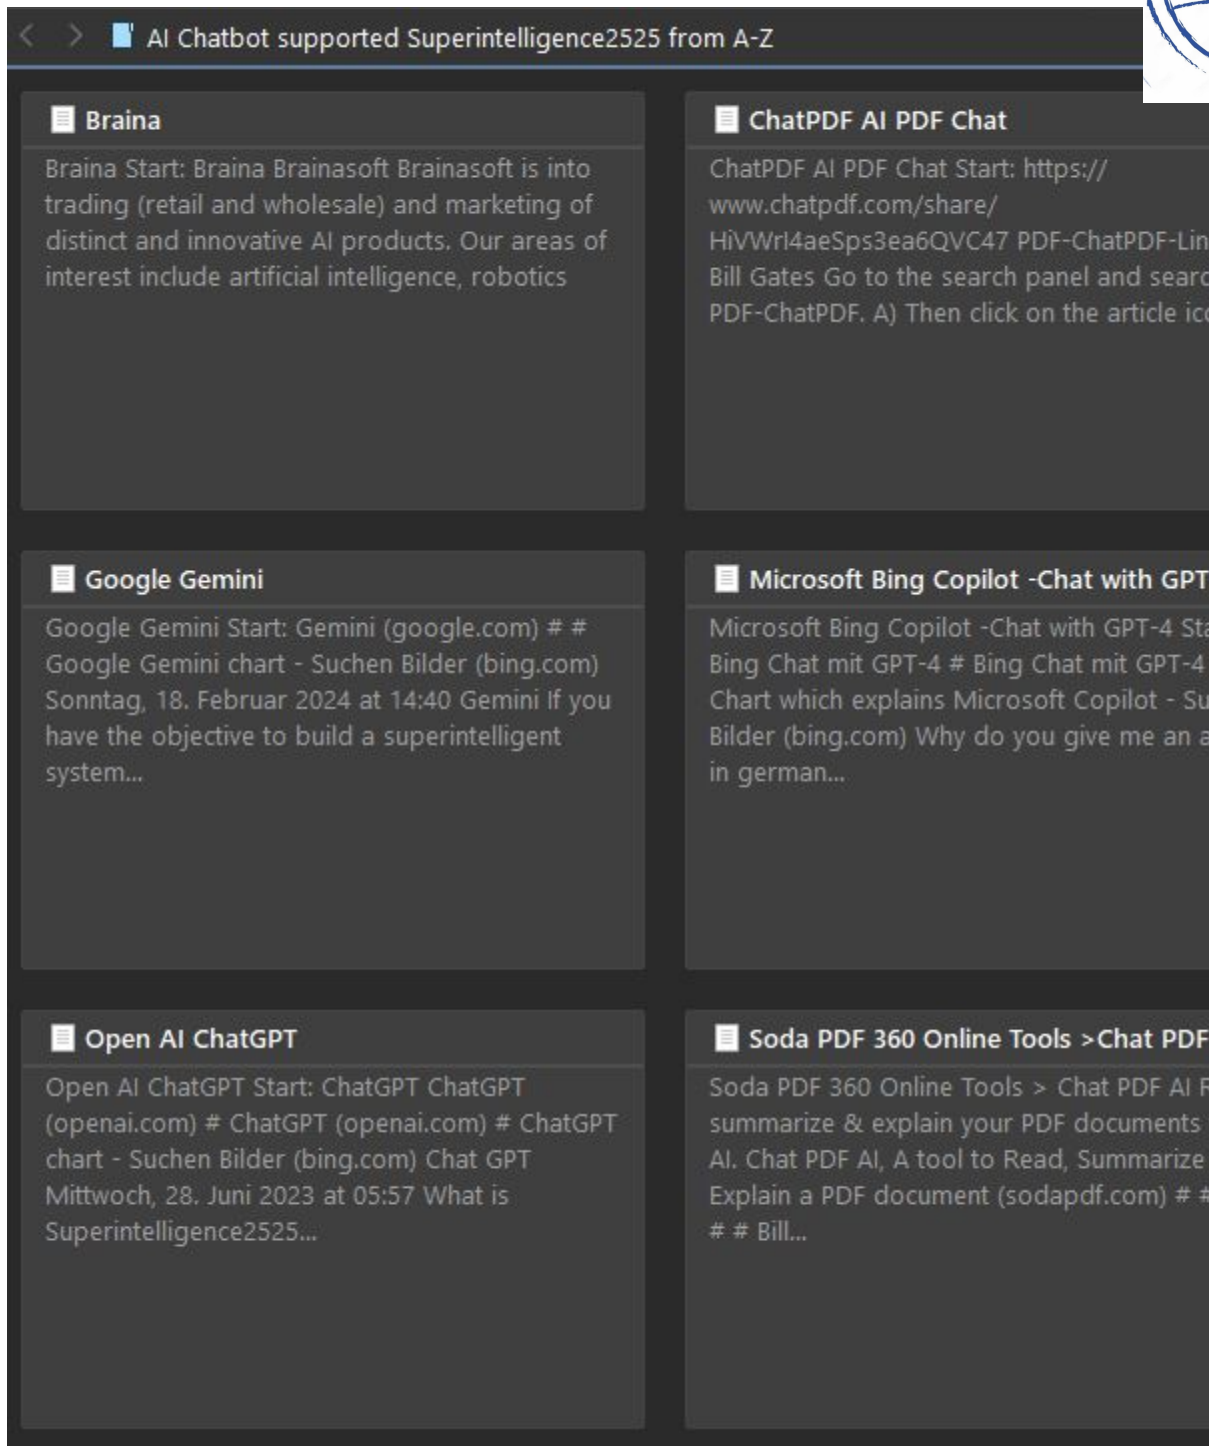 AI Chatbot supported Superintelligence2525 from A-Z
Braina
Braina Start: Braina Brainasoft Brainasoft is into
trading (retail and wholesale) and marketing of
distinct and innovative AI products. Our areas of
interest include artificial intelligence, robotics
ChatPDF AI PDF Chat
ChatPDF AI PDF Chat Start: https://
www.chatpdf.com/share/
HiVWrI4aeSps3ea6QVC47 PDF-ChatPDF-Lin
Bill Gates Go to the search panel and searc
PDF-ChatPDF. A) Then click on the article ico
Google Gemini
Google Gemini Start: Gemini (google.com) # #
Google Gemini chart - Suchen Bilder (bing.com)
Sonntag, 18. Februar 2024 at 14:40 Gemini If you
have the objective to build a superintelligent
system...
Microsoft Bing Copilot -Chat with GPT
Microsoft Bing Copilot -Chat with GPT-4 Sta
Bing Chat mit GPT-4 # Bing Chat mit GPT-4
Chart which explains Microsoft Copilot - Su
Bilder (bing.com) Why do you give me an a
in german...
Open AI ChatGPT
Open AI ChatGPT Start: ChatGPT ChatGPT
(openai.com) # ChatGPT (openai.com) # ChatGPT
chart - Suchen Bilder (bing.com) Chat GPT
Mittwoch, 28. Juni 2023 at 05:57 What is
Superintelligence2525...
Soda PDF 360 Online Tools >Chat PDF
Soda PDF 360 Online Tools > Chat PDF AI R
summarize & explain your PDF documents
AI. Chat PDF AI, A tool to Read, Summarize
Explain a PDF document (sodapdf.com) # #
# # Bill...